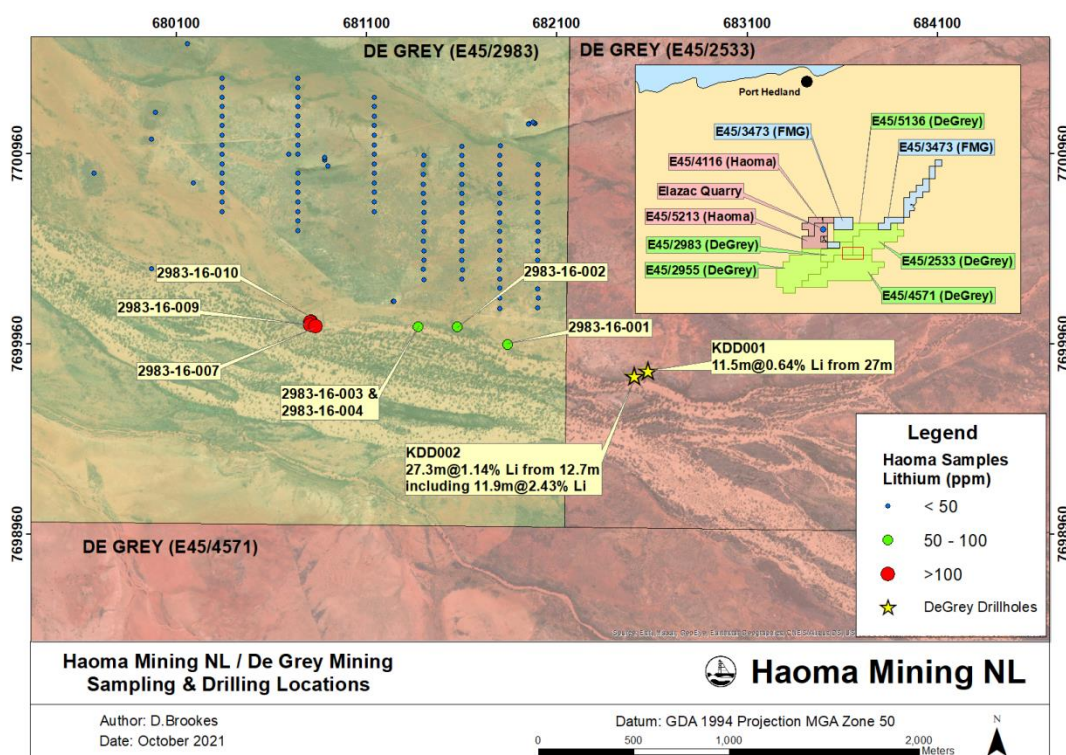 680100
681100
682100
683100
684100
DE GREY (E45/2983)
DE GREY (E45/2533)
Port Hedland
E45/5136 (DeGrey)
E45/3473 (FMG)
E45/3473 (FMG)
E45/4116 (Haoma)
Elazac Quarry
E45/5213 (Haoma)
E45/2983 (DeGrey)
E45/2533 (DeGrey)
E45/2955 (DeGrey)
E45/4571 (DeGrey)
7700960
7700960
2983-16-010
2983-16-002
2983-16-009
2983-16-001
7699960
7699960
2983-16-007
KDD001
11.5m@0.64% Li from 27m
2983-16-003 &
2983-16-004
KDD002
27.3m@1.14% Li from 12.7m
including 11.9m@2.43% Li
Legend
Haoma Samples
Lithium (ppm)
< 50
50 - 100
>100
DeGrey Drillholes
7698960
7698960
DE GREY (E45/4571)
Haoma Mining NL / De Grey Mining
Sampling & Drilling Locations
Haoma Mining NL
Author: D.Brookes
Date: October 2021
Datum: GDA 1994 Projection MGA Zone 50
N
0
500
1,000
2,000
Meters